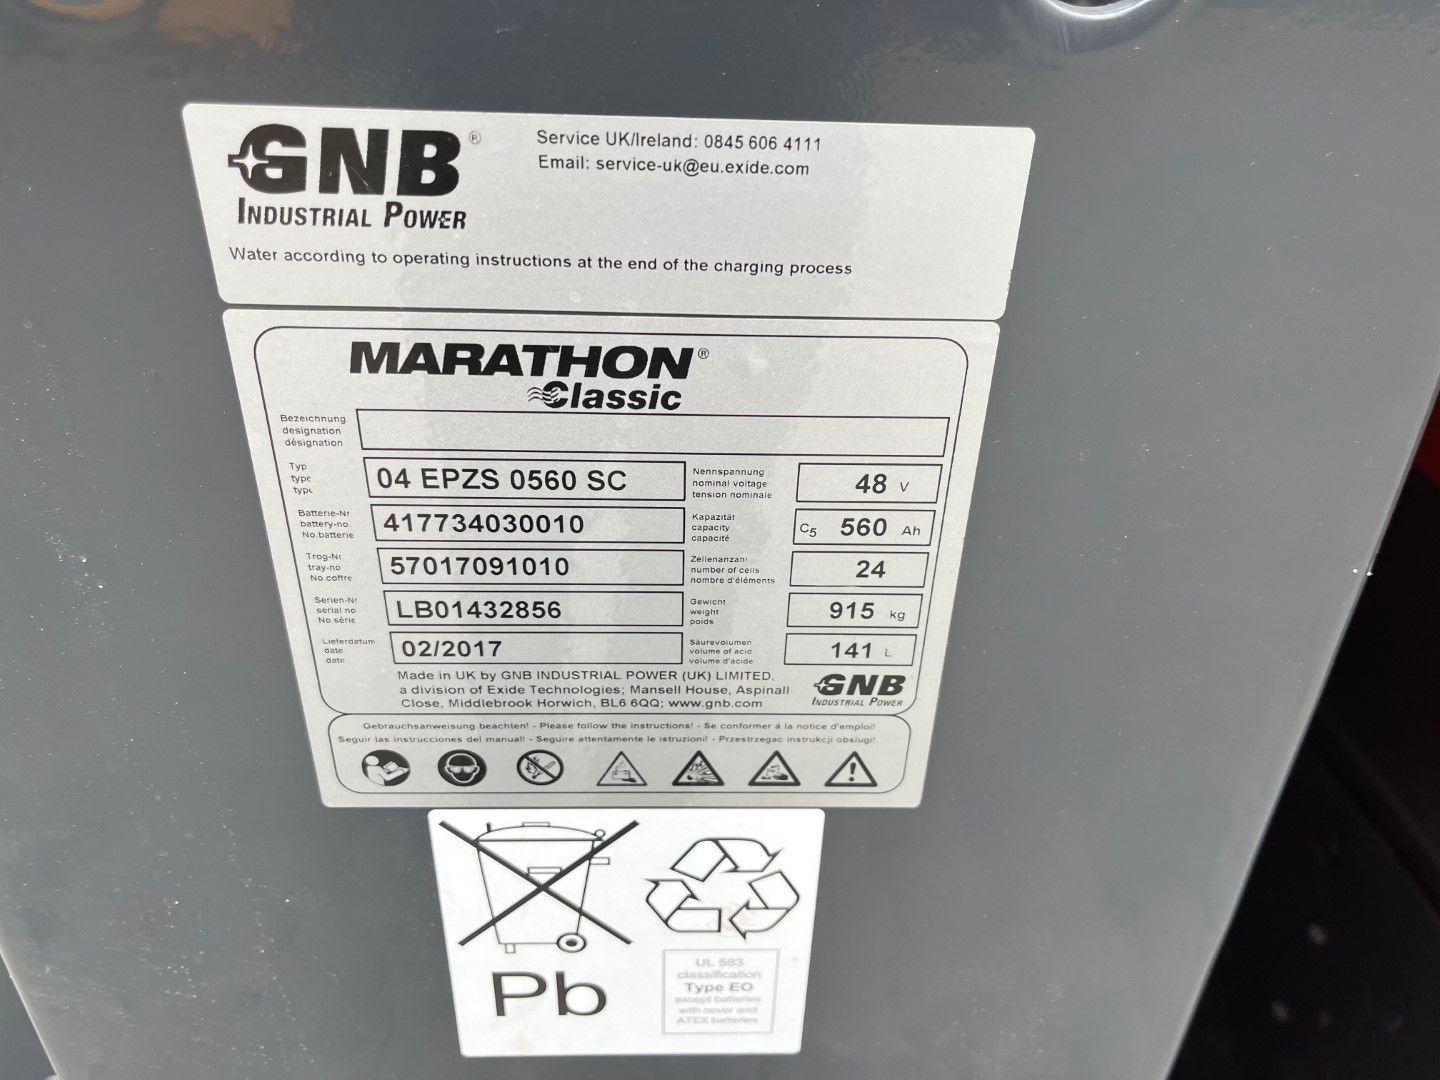 GNB®
INDUSTRIAL POWER
Service UK/Ireland: 0845 606 4111
Email: service-uk@eu.exide.com
Water according to operating instructions at the end of the charging process
MARATHON®
Classic
Bezeichnung
designation
désignation
Typ
type
type
04 EPZS 0560 SC
Nennspannung
nominal voltage
tension nominale
48 V
Batterie-Nr
battery-no.
No.batterie
417734030010
Kapazität
capacity
capacité
C5 560 Ah
Trog-Nr
tray-no
No.coffre
57017091010
Zellenanzahl
number of cells
nombre d'éléments
24
Serien-Nr
serial no
No.série
LB01432856
Gewicht
weight
poids
915 kg
Lieferdatum
date
date
02/2017
Säurevolumen
volume of acid
volume d'acide
141 L
Made in UK by GNB INDUSTRIAL POWER (UK) LIMITED,
a division of Exide Technologies; Mansell House, Aspinall
Close, Middlebrook Horwich, BL6 6QQ; www.gnb.com
GNB®
INDUSTRIAL POWER
Gebrauchsanweisung beachten! - Please follow the instructions! - Se conformer à la notice d'emploi!
Seguir las instrucciones del manual! - Seguire attentamente le istruzioni! - Przestrzegac instrukcji obslugi!
Pb
UL 583
classification
Type EO
except batteries
with cover and
ATEX batteries